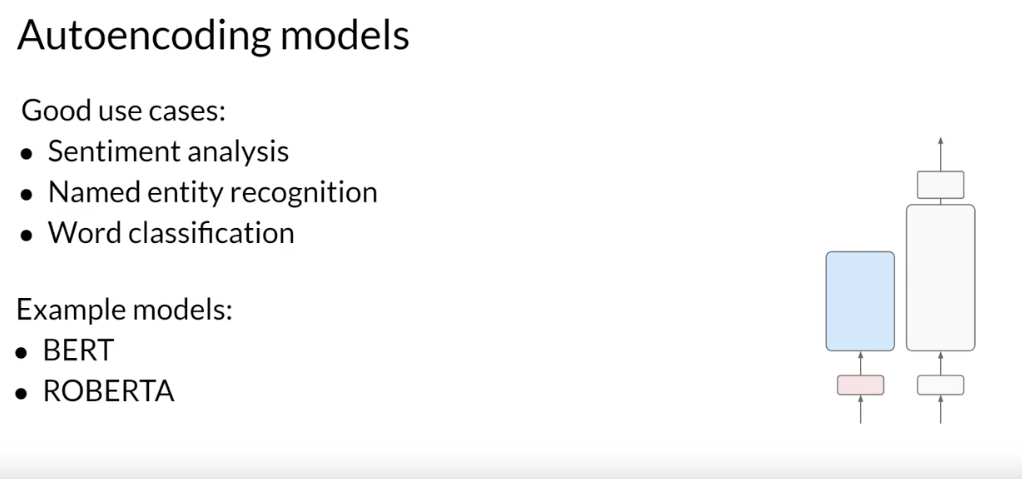 Autoencoding models
Good use cases:
• Sentiment analysis
• Named entity recognition
• Word classification
Example models:
• BERT
• ROBERTA